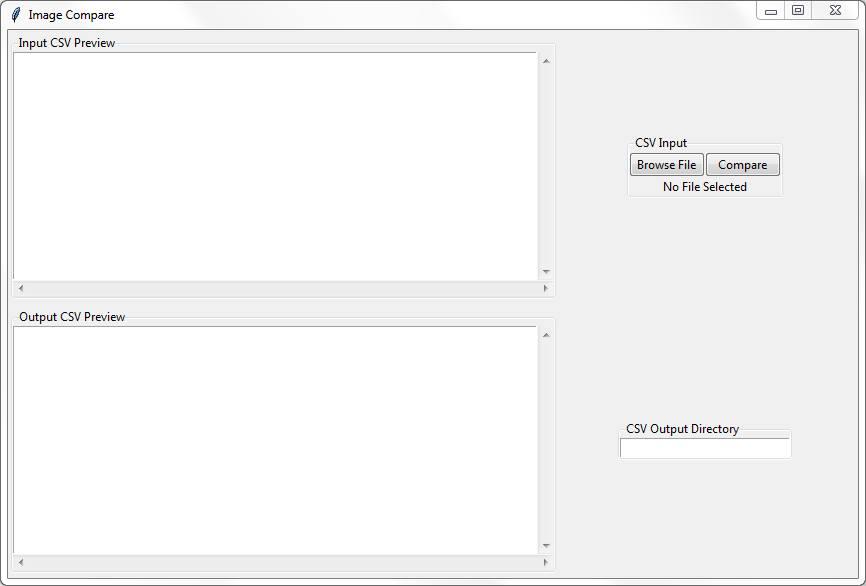 Image Compare
Input CSV Preview
CSV Input
Browse File Compare
No File Selected
Output CSV Preview
CSV Output Directory